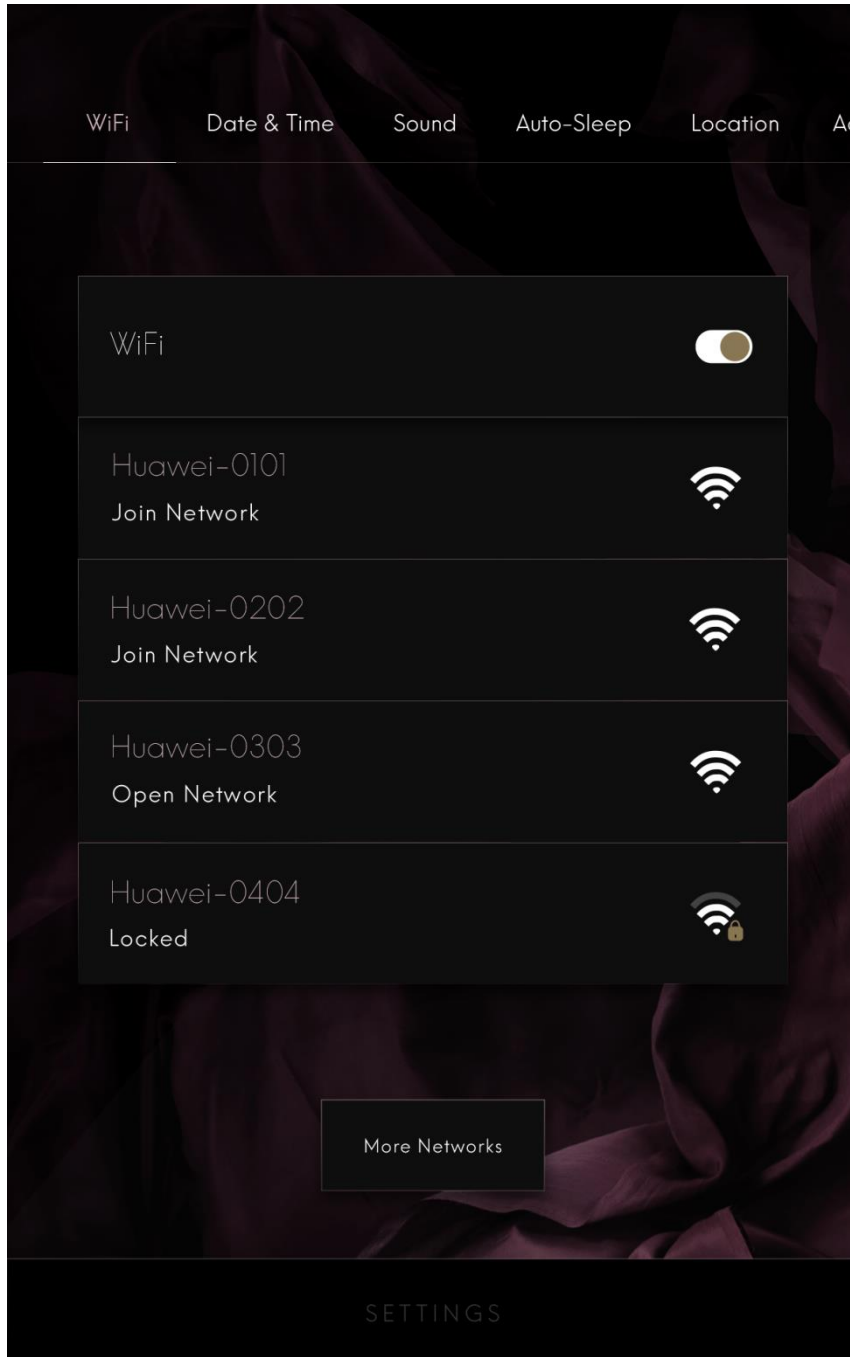 WiFi Date & Time Sound Auto-Sleep Location
WiFi
Huawei-0101
Join Network
Huawei-0202
Join Network
Huawei-0303
Open Network
Huawei-0404
Locked
More Networks
SETTINGS